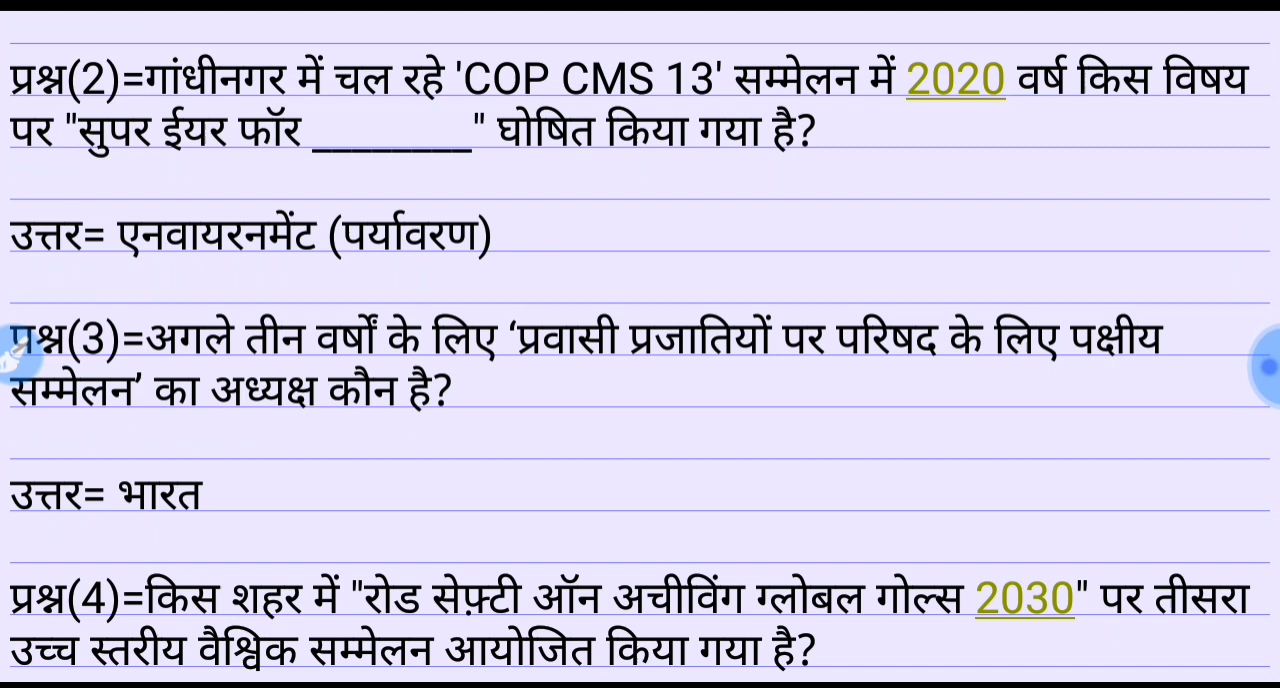 प्रश्न(2)=गांधीनगर में चल रहे 'COP CMS 13' सम्मेलन में 2020 वर्ष किस विषय
पर "सुपर ईयर फॉर ________" घोषित किया गया है?
उत्तर= एनवायरनमेंट (पर्यावरण)
प्रश्न(3)=अगले तीन वर्षों के लिए ‘प्रवासी प्रजातियों पर परिषद के लिए पक्षीय
सम्मेलन’ का अध्यक्ष कौन है?
उत्तर= भारत
प्रश्न(4)=किस शहर में "रोड सेफ़्टी ऑन अचीविंग ग्लोबल गोल्स 2030" पर तीसरा
उच्च स्तरीय वैश्विक सम्मेलन आयोजित किया गया है?